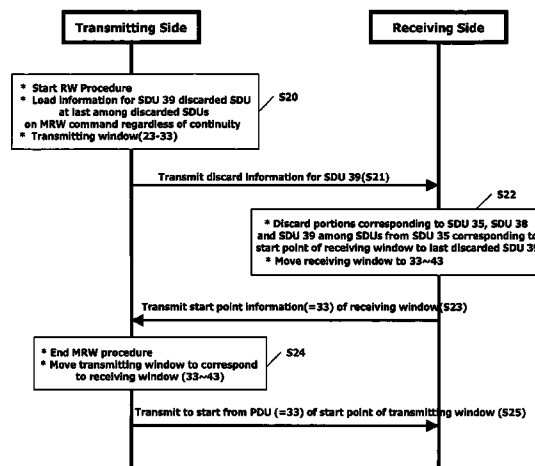 Transmitting Side
Receiving Side
* Start RW Procedure
* Load information for SDU 39 discarded SDU
at last among discarded SDUs
on MRW command regardless of continuity
* Transmitting window(23-33)
S20
Transmit discard information for SDU 39(S21)
S22
* Discard portions corresponding to SDU 35, SDU 38
and SDU 39 among SDUs from SDU 35 corresponding to
start point of receiving window to last discarded SDU 39
* Move receiving window to 33~43
Transmit start point information(=33) of receiving window(S23)
* End MRW procedure
* Move transmitting window to correspond
to receiving window (33~43)
S24
Transmit to start from PDU (=33) of start point of transmitting window (S25)